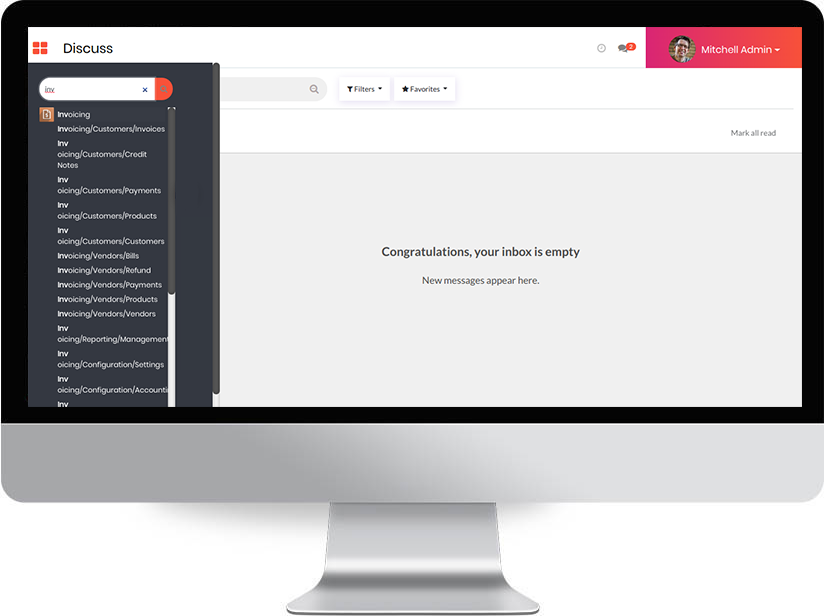 Discuss
2
Mitchell Admin
inv
Filters
Favorites
Invoicing
Invoicing/Customers/Invoices
Inv
oicing/Customers/Credit
Notes
Inv
oicing/Customers/Payments
Inv
oicing/Customers/Products
Inv
oicing/Customers/Customers
Invoicing/Vendors/Bills
Invoicing/Vendors/Refund
Invoicing/Vendors/Payments
Invoicing/Vendors/Products
Invoicing/Vendors/Vendors
Inv
oicing/Reporting/Management
Inv
oicing/Configuration/Settings
Inv
oicing/Configuration/Accounti
Inv
Mark all read
Congratulations, your inbox is empty
New messages appear here.